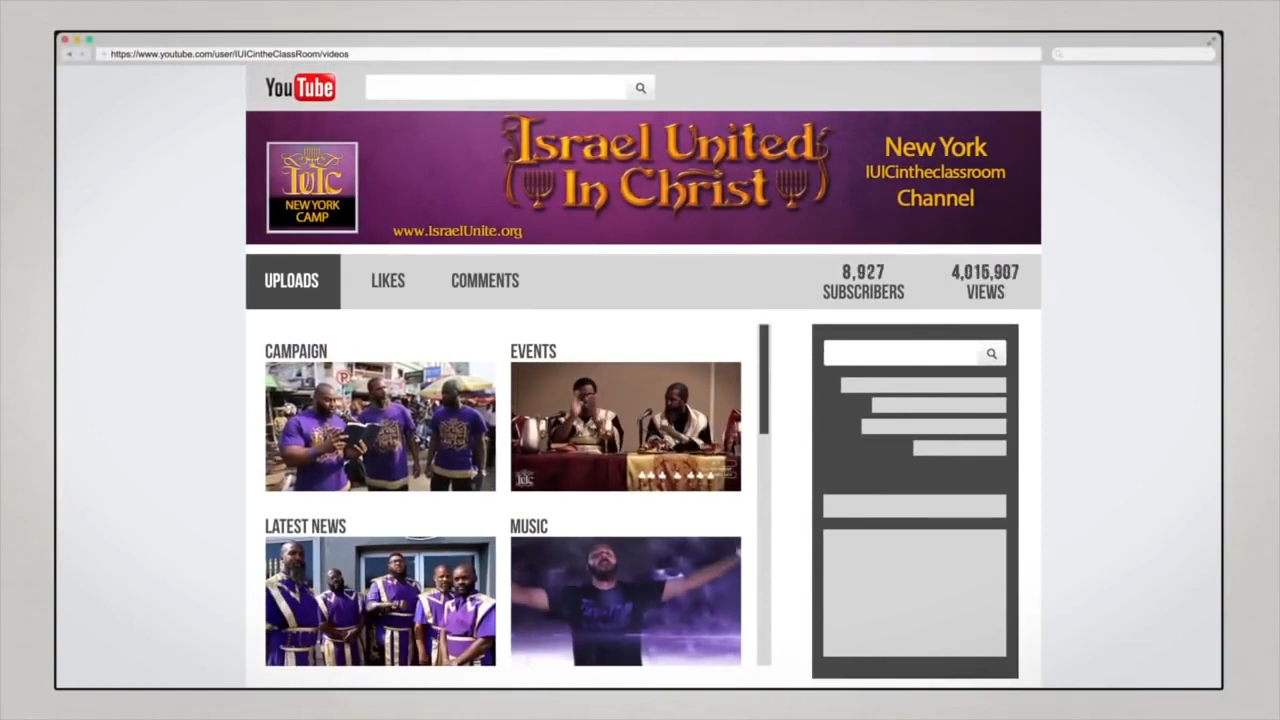 https://www.youtube.com/user/IUICintheClassRoom/videos
YouTube
Israel United
In Christ
New York
IUICintheclassroom
Channel
IUIC
NEW YORK
CAMP
www.IsraelUnite.org
UPLOADS
LIKES
COMMENTS
8,927
SUBSCRIBERS
4,015,907
VIEWS
CAMPAIGN
EVENTS
R
IUIC
LATEST NEWS
MUSIC